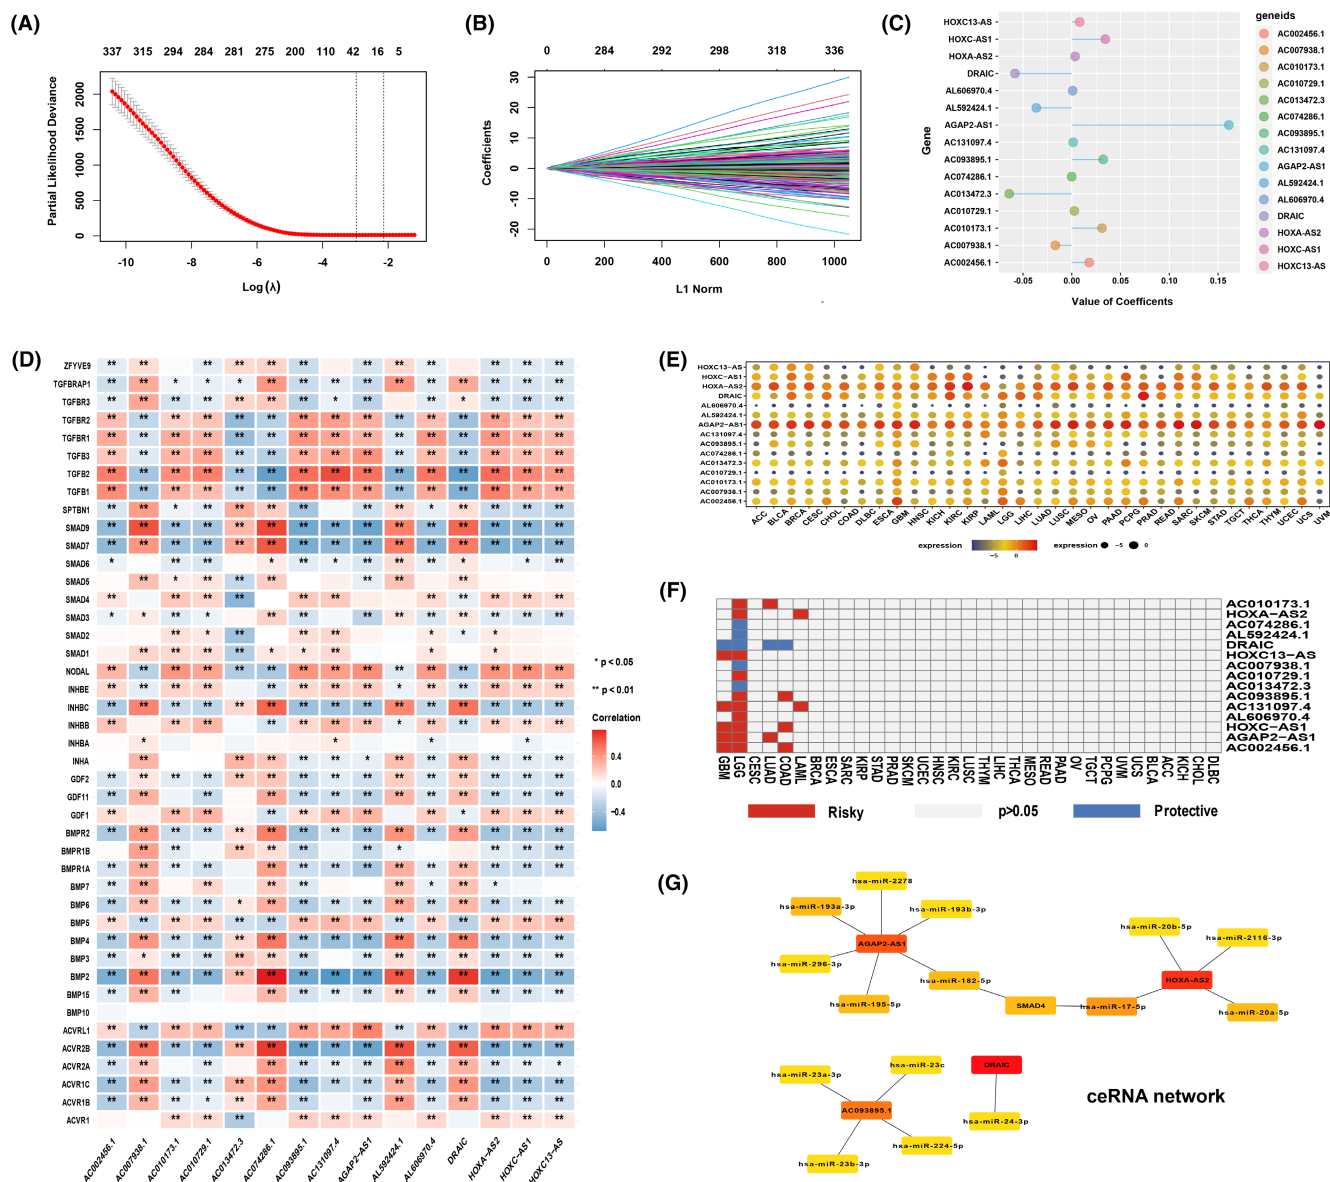 (A)
337 315 294 284 281 275 200 110 42 16 5
Partial Likelihood Deviance
2000
1500
1000
500
0
-10 -8 -6 -4 -2
Log (λ)
(B)
0 284 292 298 318 336
Coefficients
30
20
10
0
-10
-20
0 200 400 600 800 1000
L1 Norm
(C)
Gene
HOXC13-AS
HOXC-AS1
HOXA-AS2
DRAIC
AL606970.4
AL592424.1
AGAP2-AS1
AC131097.4
AC093895.1
AC074286.1
AC013472.3
AC010729.1
AC010173.1
AC007938.1
AC002456.1
-0.05 0.00 0.05 0.10 0.15
Value of Coefficents
geneids
AC002456.1
AC007938.1
AC010173.1
AC010729.1
AC013472.3
AC074286.1
AC093895.1
AC131097.4
AGAP2-AS1
AL592424.1
AL606970.4
DRAIC
HOXA-AS2
HOXC-AS1
HOXC13-AS
(D)
ZFYVE9
TGFBRAP1
TGFBR3
TGFBR2
TGFBR1
TGFB3
TGFB2
TGFB1
SPTBN1
SMAD9
SMAD7
SMAD6
SMAD5
SMAD4
SMAD3
SMAD2
SMAD1
NODAL
INHBE
INHBC
INHBB
INHBA
INHA
GDF2
GDF11
GDF1
BMPR2
BMPR1B
BMPR1A
BMP7
BMP6
BMP5
BMP4
BMP3
BMP2
BMP15
BMP10
ACVRL1
ACVR2B
ACVR2A
ACVR1C
ACVR1B
ACVR1
AC002456.1 AC007938.1 AC010173.1 AC010729.1 AC013472.3 AC074286.1 AC093895.1 AC131097.4 AGAP2-AS1 AL592424.1 AL606970.4 DRAIC HOXA-AS2 HOXC-AS1 HOXC13-AS
* p < 0.05
** p < 0.01
Correlation
0.4
0.0
−0.4
(E)
HOXC13-AS
HOXC-AS1
HOXA-AS2
DRAIC
AL606970.4
AL592424.1
AGAP2-AS1
AC131097.4
AC093895.1
AC074286.1
AC013472.3
AC010729.1
AC010173.1
AC007938.1
AC002456.1
ACC BLCA BRCA CESC CHOL COAD DLBC ESCA GBM HNSC KICH KIRC KIRP LAML LGG LIHC LUAD LUSC MESO OV PAAD PCPG PRAD READ SARC SKCM STAD TGCT THCA THYM UCEC UCS UVM
expression −5 0 expression −5 0
(F)
AC010173.1
HOXA−AS2
AC074286.1
AL592424.1
DRAIC
HOXC13−AS
AC007938.1
AC010729.1
AC013472.3
AC093895.1
AC131097.4
AL606970.4
HOXC−AS1
AGAP2−AS1
AC002456.1
GBM LGG CESC LUAD COAD LAML BRCA ESCA SARC KIRP STAD PRAD SKCM UCEC HNSC KIRC LUSC THYM LIHC THCA MESO READ PAAD OV TGCT PCPG UVM UCS BLCA ACC KICH CHOL DLBC
Risky p>0.05 Protective
(G)
hsa-miR-2278
hsa-miR-193a-3p
hsa-miR-193b-3p
AGAP2-AS1
hsa-miR-296-3p
hsa-miR-182-5p
hsa-miR-195-5p
SMAD4
hsa-miR-17-5p
hsa-miR-20b-5p
hsa-miR-2116-3p
HOXA-AS2
hsa-miR-20a-5p
hsa-miR-23a-3p
hsa-miR-23c
AC093895.1
hsa-miR-224-5p
hsa-miR-23b-3p
DRAIC
hsa-miR-24-3p
ceRNA network